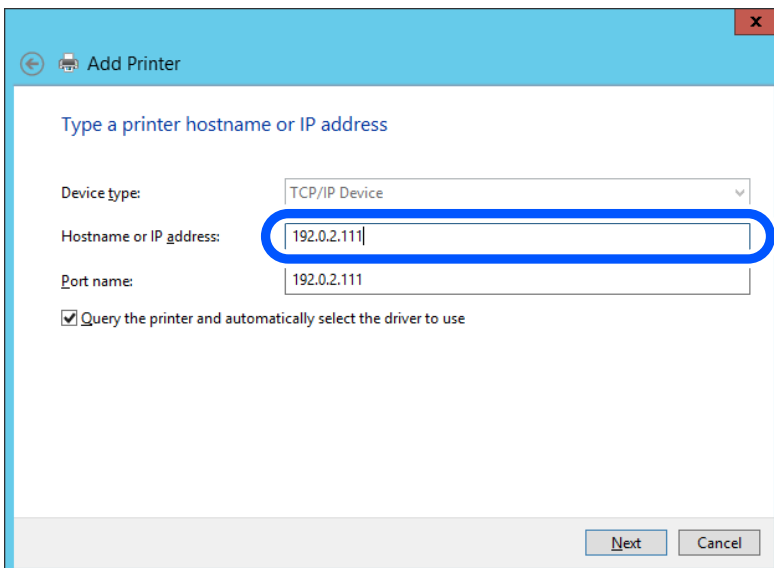 x
Add Printer
Type a printer hostname or IP address
Device type: TCP/IP Device
Hostname or IP address: 192.0.2.111
Port name: 192.0.2.111
Query the printer and automatically select the driver to use
Next Cancel